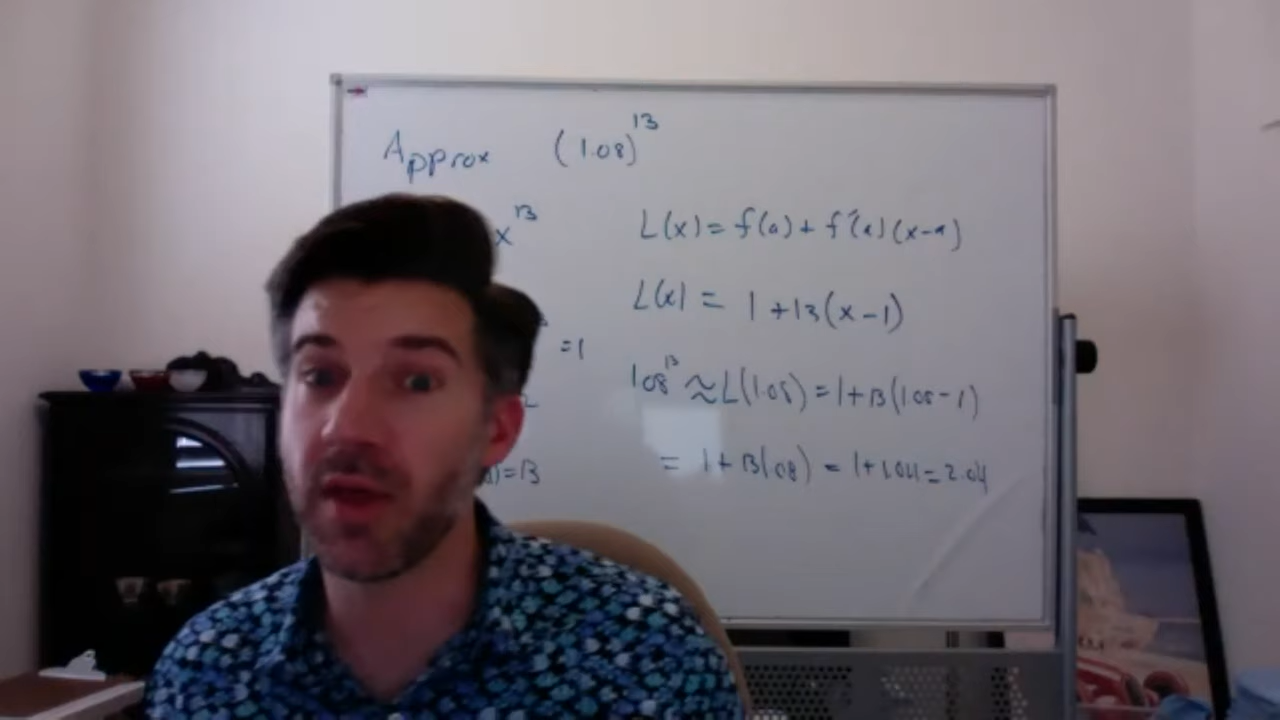 Approx (1.08)^13
x^13
L(x) = f(a) + f'(a)(x-a)
L(x) = 1 + 13(x-1)
=1
1.08^13 ≈ L(1.08) = 1 + 13(1.08-1)
)=13
= 1 + 13(.08) = 1 + 1.04 = 2.04